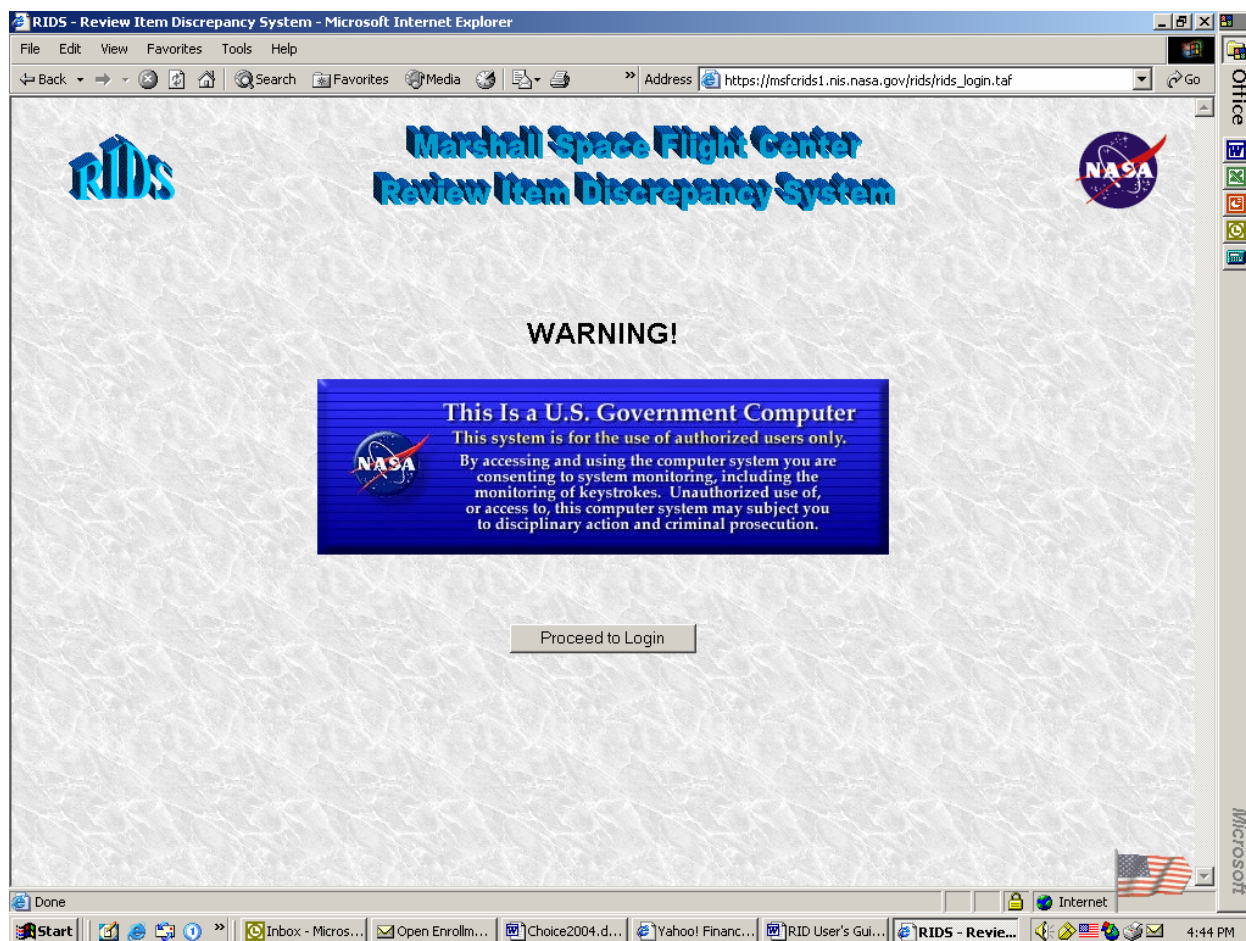 RIDS - Review Item Discrepancy System - Microsoft Internet Explorer
File Edit View Favorites Tools Help
Back Search Favorites Media » Address https://msfcrids1.nis.nasa.gov/rids/rids_login.taf Go
Office
RIDS
Marshall Space Flight Center
Review Item Discrepancy System
NASA
WARNING!
This Is a U.S. Government Computer
This system is for the use of authorized users only.
By accessing and using the computer system you are
consenting to system monitoring, including the
monitoring of keystrokes. Unauthorized use of,
or access to, this computer system may subject you
to disciplinary action and criminal prosecution.
NASA
Proceed to Login
Microsoft
Done Internet
Start » Inbox - Micros... Open Enrollm... Choice2004.d... Yahoo! Financ... RID User's Gui... RIDS - Revie... 4:44 PM